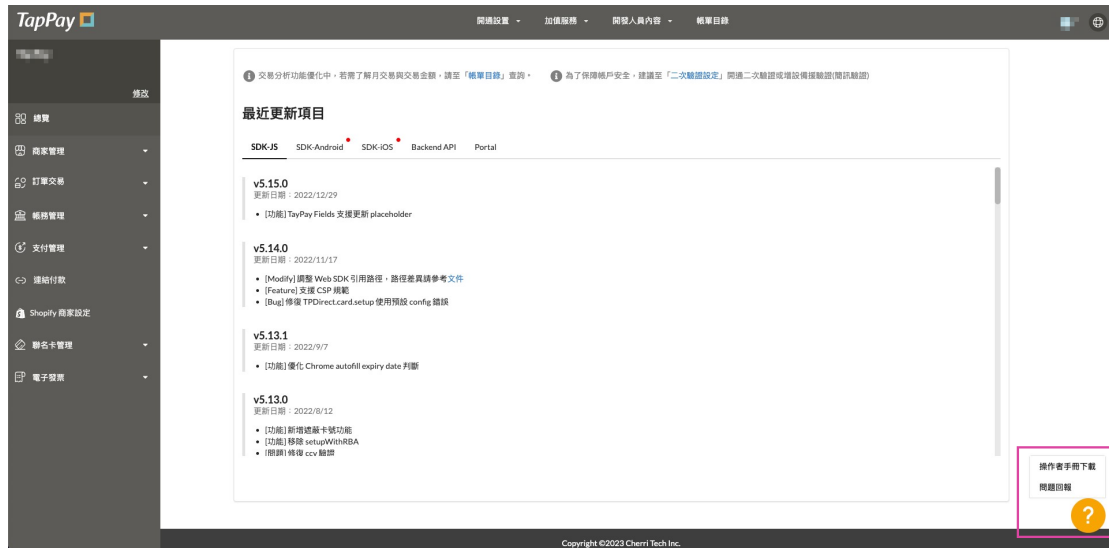 TapPay
開通設置
加值服務
開發人員內容
帳單目錄
修改
總覽
商家管理
訂單交易
帳務管理
支付管理
連結付款
Shopify 商家設定
聯名卡管理
電子發票
交易分析功能優化中，若需了解月交易與交易金額，請至「帳單目錄」查詢。
為了保障帳戶安全，建議至「二次驗證設定」開通二次驗證或增設備援驗證(簡訊驗證)
最近更新項目
SDK-JS
SDK-Android
SDK-iOS
Backend API
Portal
v5.15.0
更新日期：2022/12/29
• [功能] TayPay Fields 支援更新 placeholder
v5.14.0
更新日期：2022/11/17
• [Modify] 調整 Web SDK 引用路徑，路徑差異請參考文件
• [Feature] 支援 CSP 規範
• [Bug] 修復 TPDirect.card.setup 使用預設 config 錯誤
v5.13.1
更新日期：2022/9/7
• [功能] 優化 Chrome autofill expiry date 判斷
v5.13.0
更新日期：2022/8/12
• [功能] 新增遮蔽卡號功能
• [功能] 移除 setupWithRBA
• [問題] 修復 ccv 驗證
操作者手冊下載
問題回報
?
Copyright ©2023 Cherri Tech Inc.